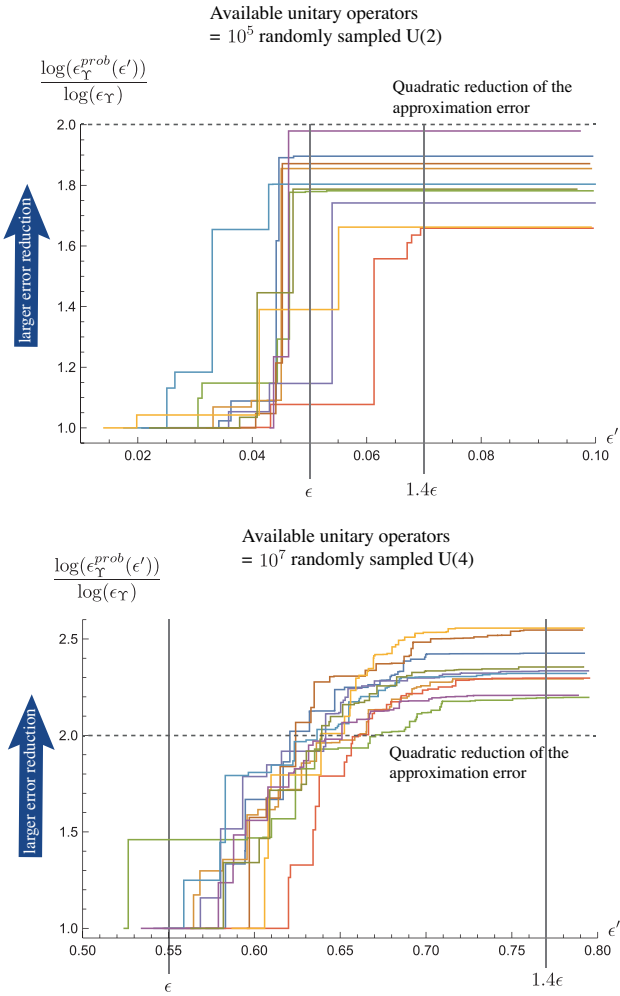 Available unitary operators
= 10^5 randomly sampled U(2)
log(ϵ_Υ^{prob}(ϵ′))
log(ϵ_Υ)
Quadratic reduction of the
approximation error
larger error reduction
2.0
1.8
1.6
1.4
1.2
1.0
0.02
0.04
0.06
0.08
0.10
ϵ′
ϵ
1.4ϵ
Available unitary operators
= 10^7 randomly sampled U(4)
log(ϵ_Υ^{prob}(ϵ′))
log(ϵ_Υ)
larger error reduction
2.5
2.0
1.5
1.0
Quadratic reduction of the
approximation error
0.50
0.55
0.60
0.65
0.70
0.75
0.80
ϵ′
ϵ
1.4ϵ